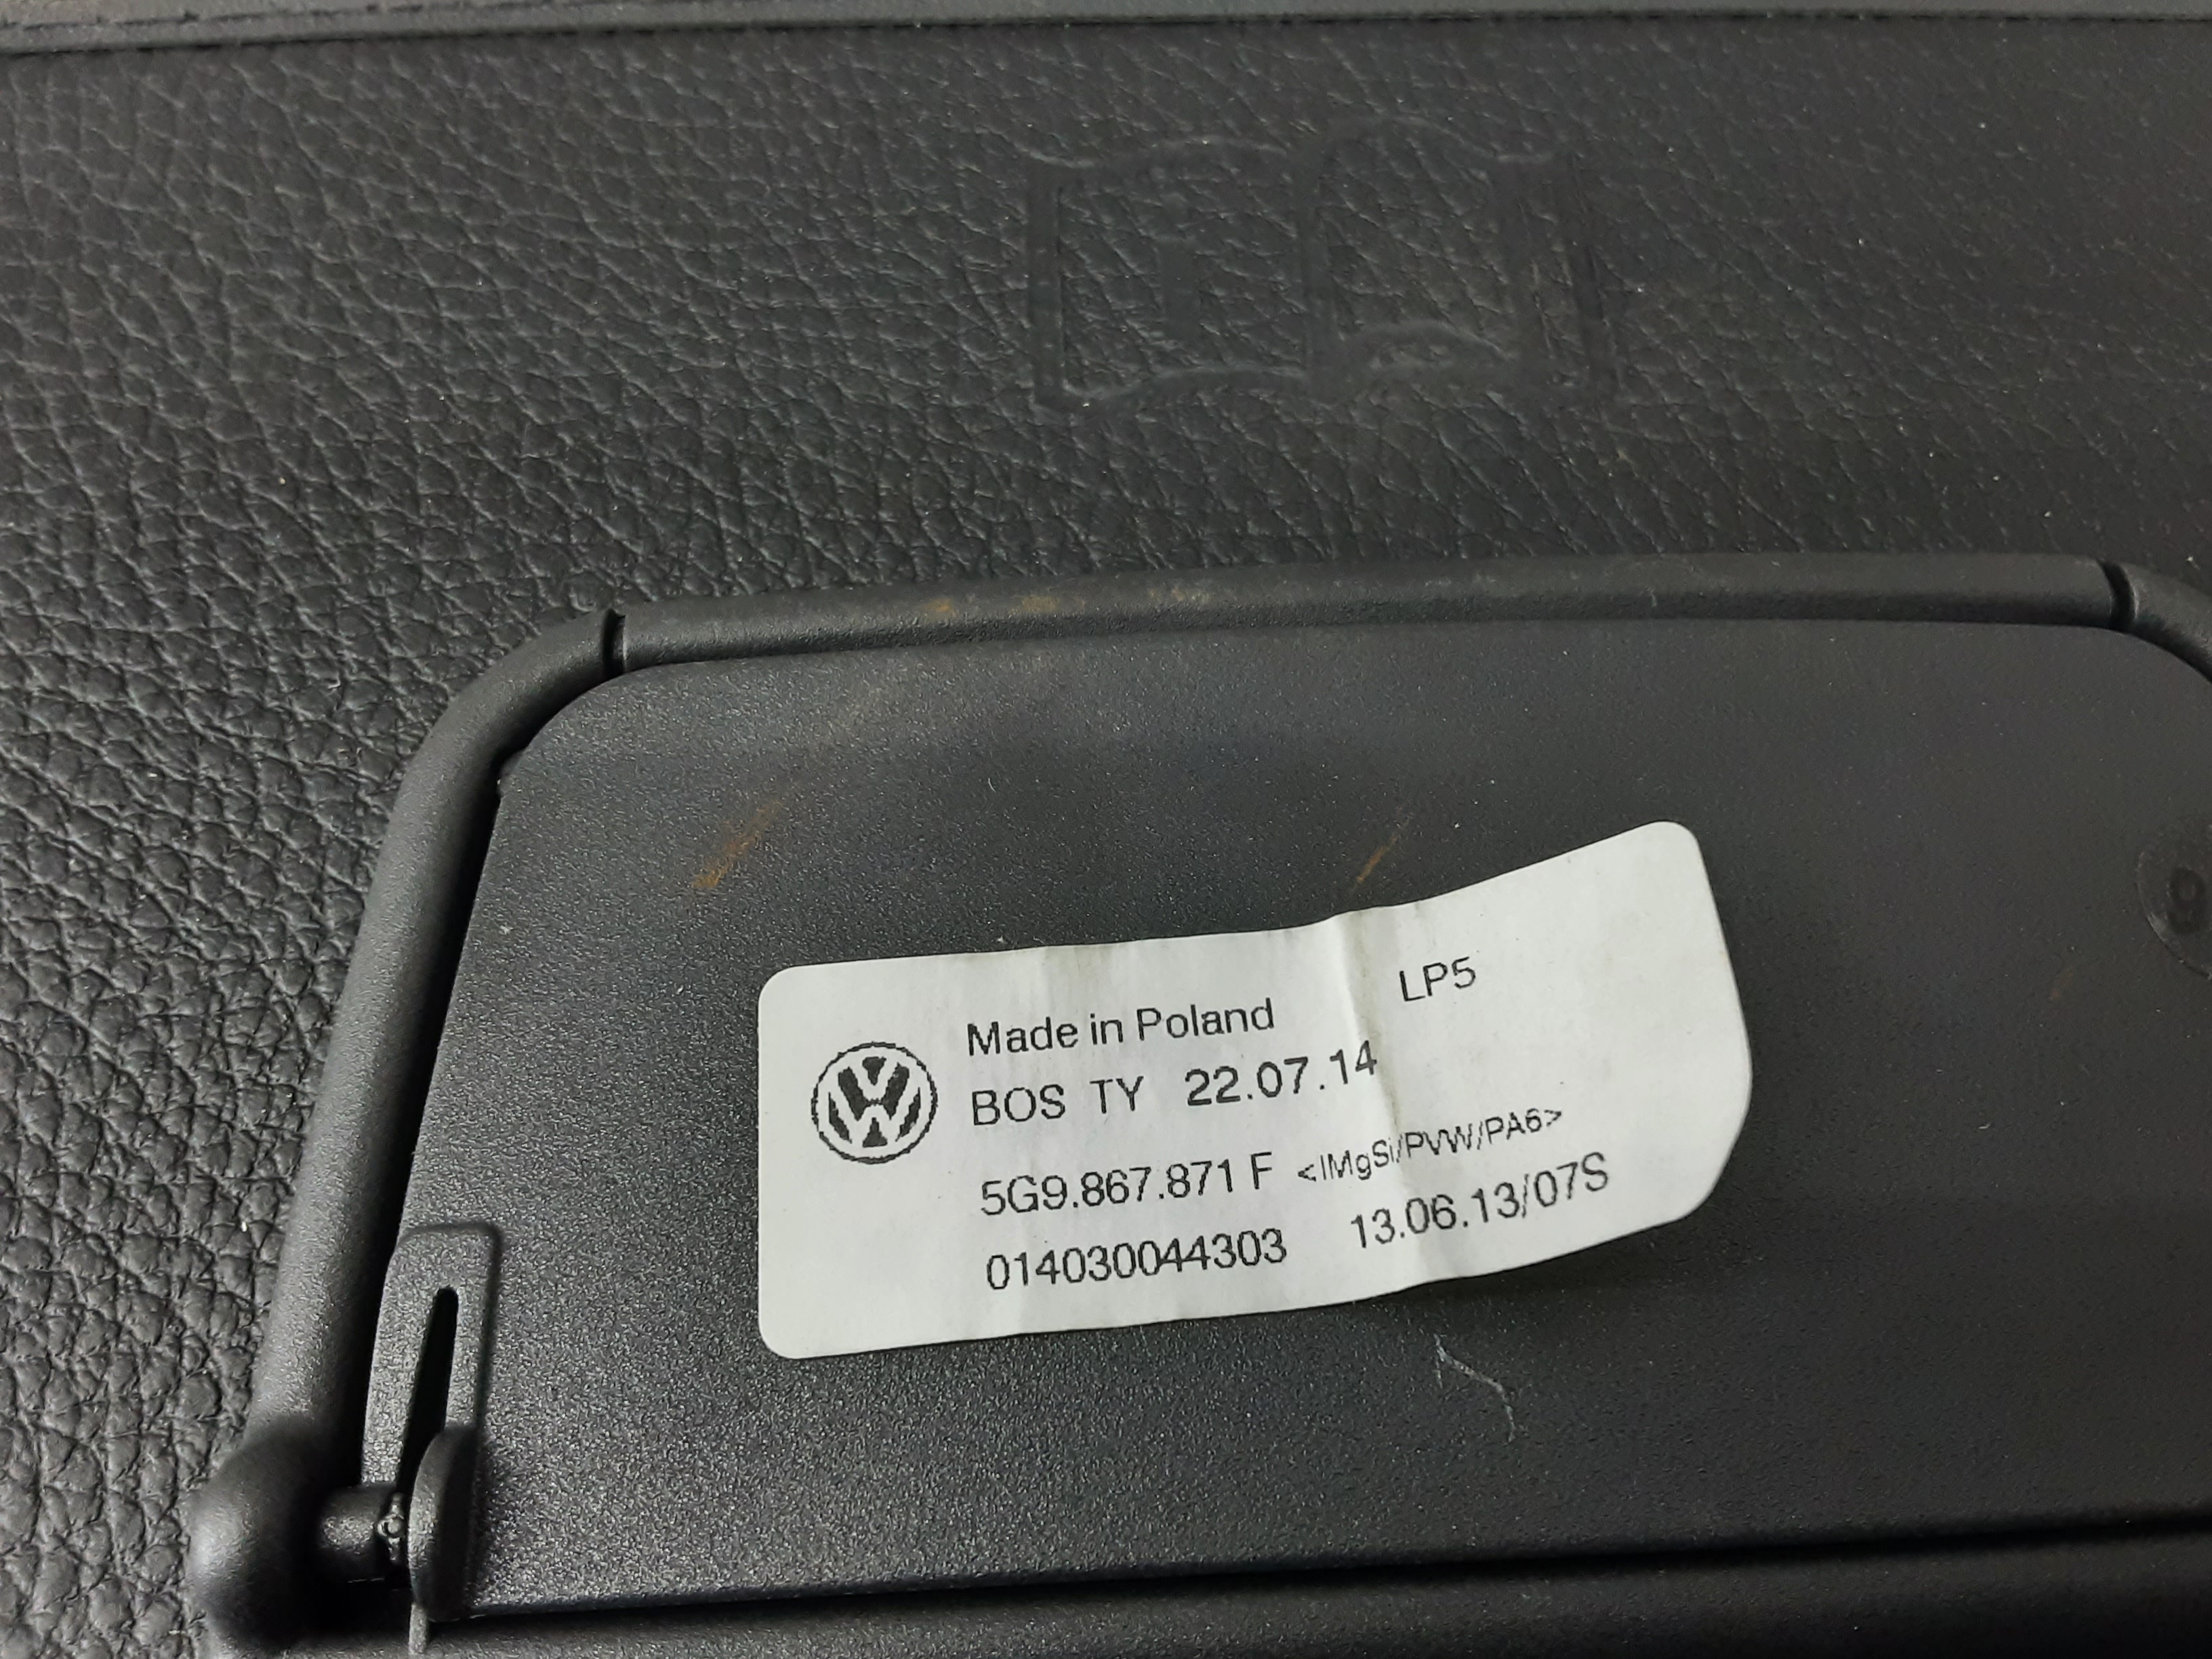 Made in Poland LP5
BOS TY 22.07.14
5G9.867.871 F <IMgSi/PVW/PA6>
014030044303 13.06.13/07S